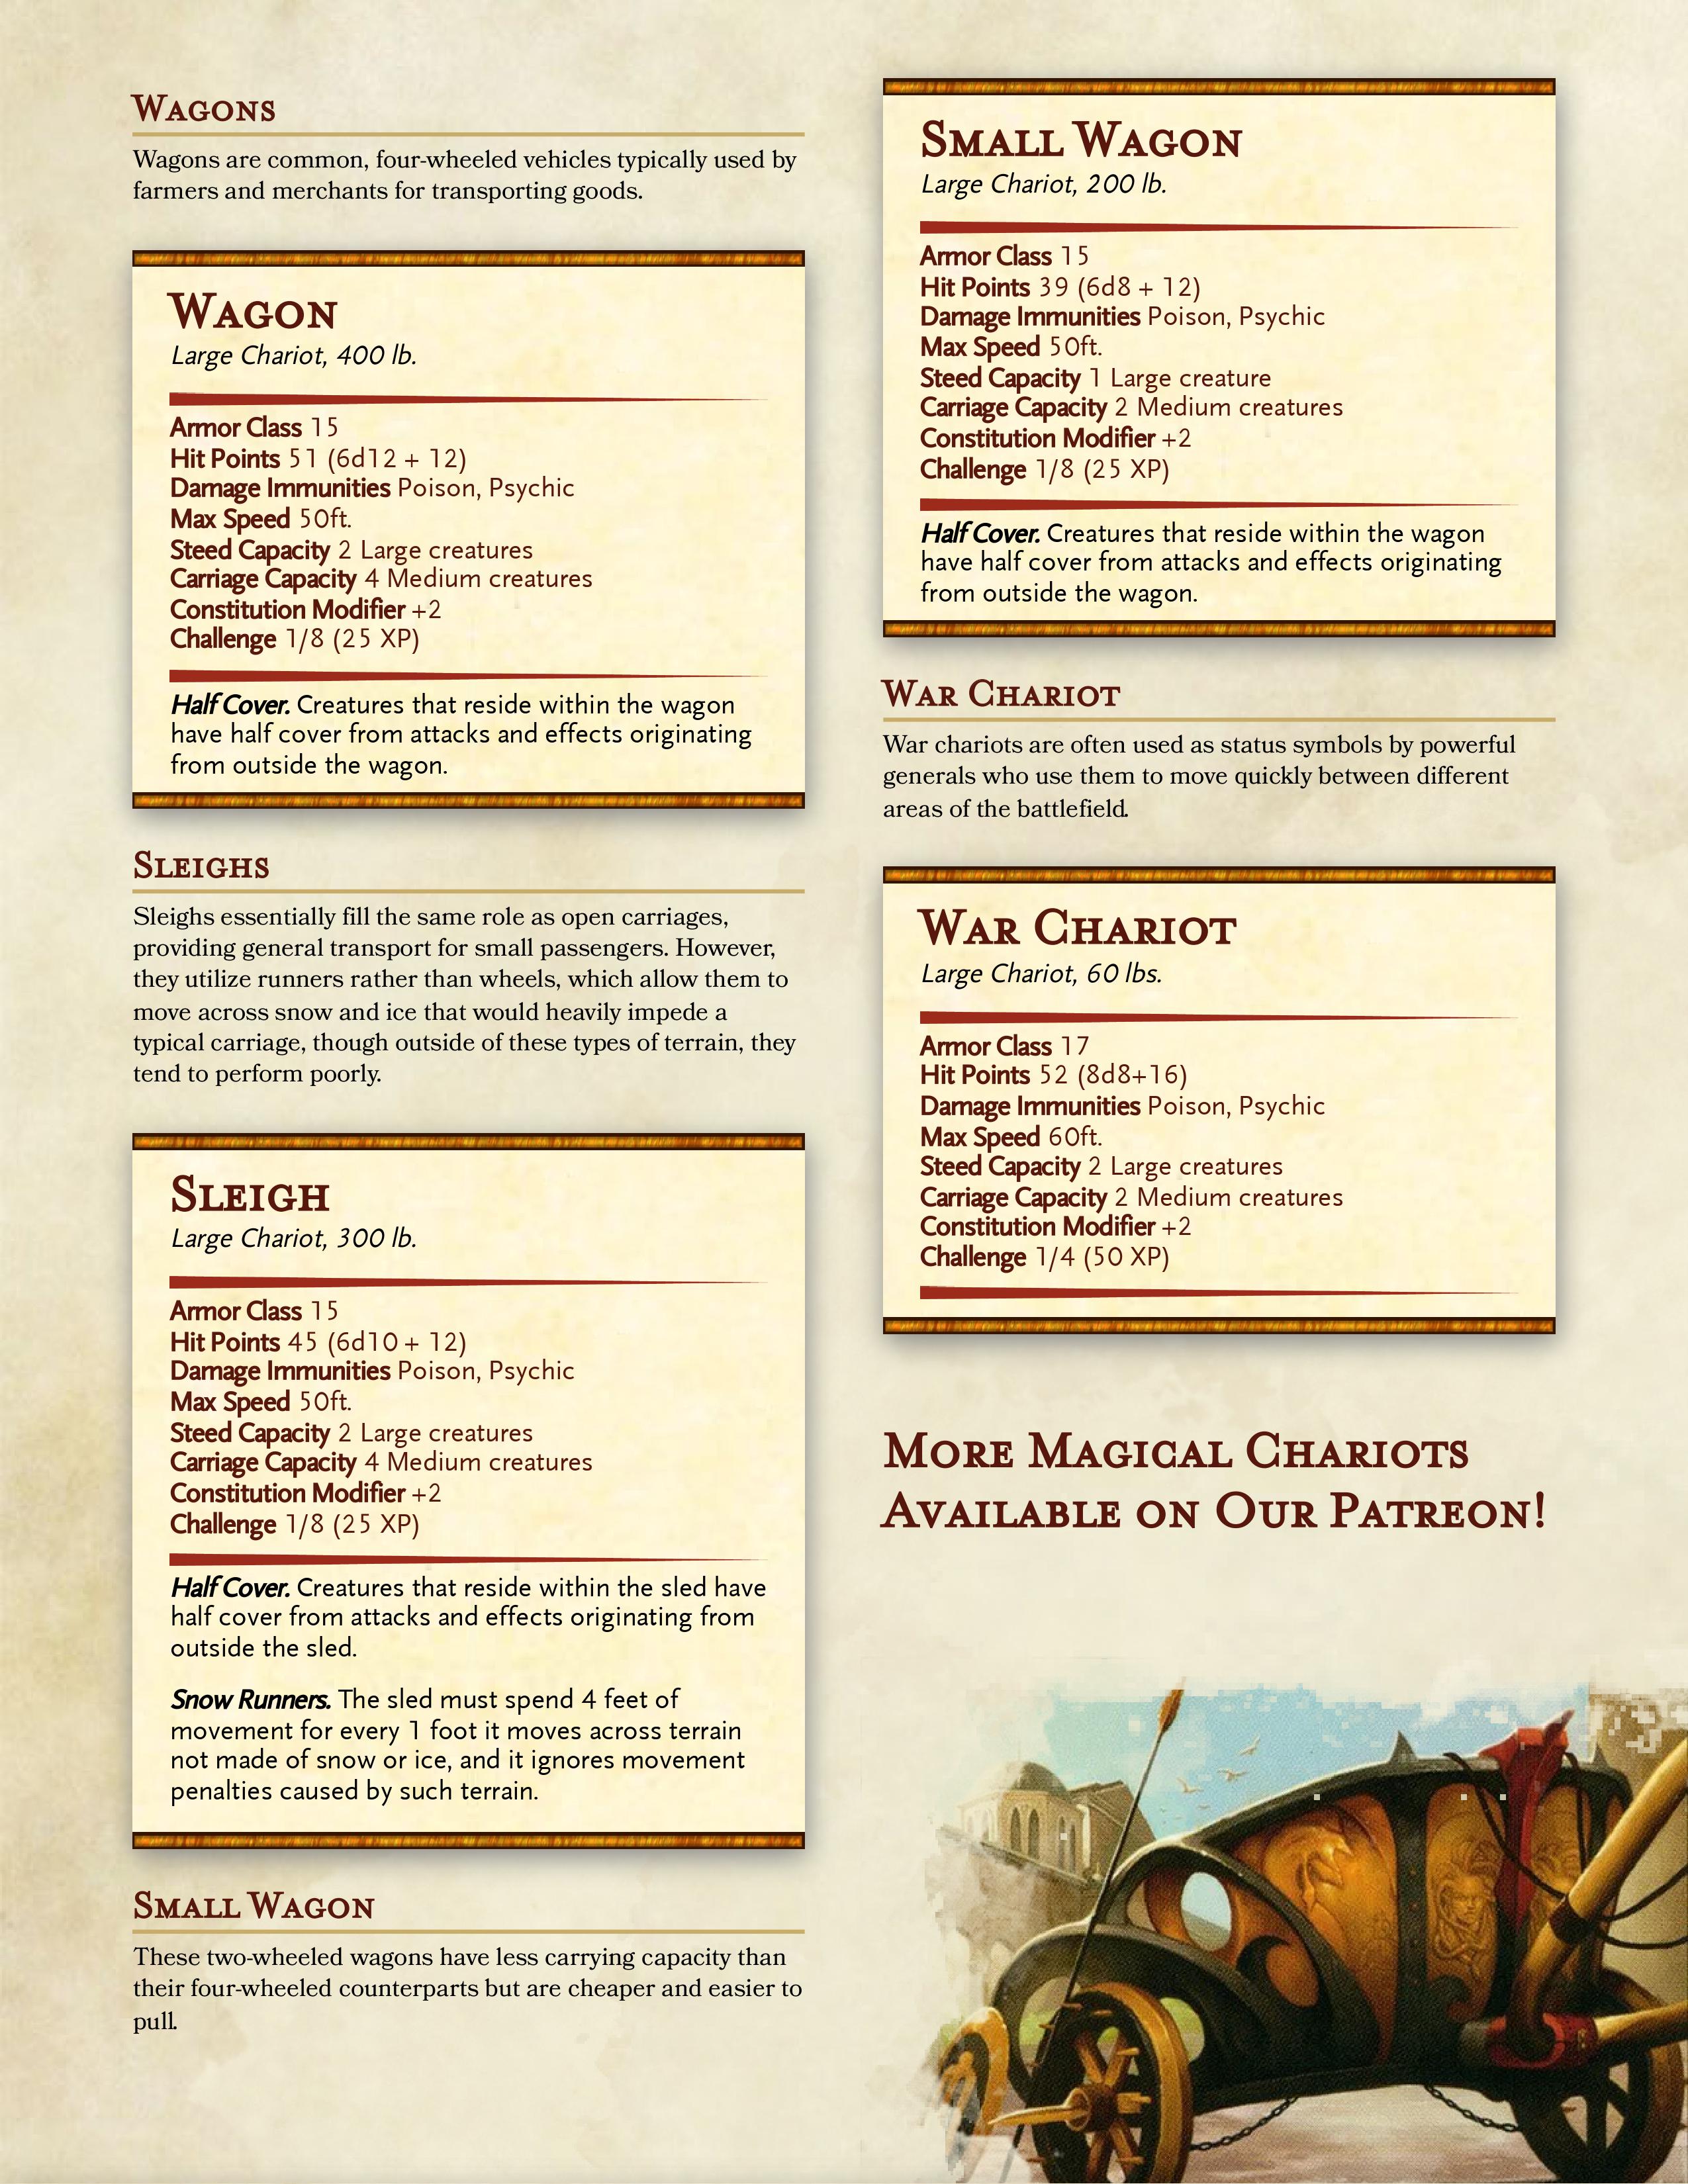 Wagons
Wagons are common, four-wheeled vehicles typically used by
farmers and merchants for transporting goods.
Wagon
Large Chariot, 400 lb.
Armor Class 15
Hit Points 51 (6d12 + 12)
Damage Immunities Poison, Psychic
Max Speed 50ft.
Steed Capacity 2 Large creatures
Carriage Capacity 4 Medium creatures
Constitution Modifier +2
Challenge 1/8 (25 XP)
Half Cover. Creatures that reside within the wagon
have half cover from attacks and effects originating
from outside the wagon.
Sleighs
Sleighs essentially fill the same role as open carriages,
providing general transport for small passengers. However,
they utilize runners rather than wheels, which allow them to
move across snow and ice that would heavily impede a
typical carriage, though outside of these types of terrain, they
tend to perform poorly.
Sleigh
Large Chariot, 300 lb.
Armor Class 15
Hit Points 45 (6d10 + 12)
Damage Immunities Poison, Psychic
Max Speed 50ft.
Steed Capacity 2 Large creatures
Carriage Capacity 4 Medium creatures
Constitution Modifier +2
Challenge 1/8 (25 XP)
Half Cover. Creatures that reside within the sled have
half cover from attacks and effects originating from
outside the sled.
Snow Runners. The sled must spend 4 feet of
movement for every 1 foot it moves across terrain
not made of snow or ice, and it ignores movement
penalties caused by such terrain.
Small Wagon
These two-wheeled wagons have less carrying capacity than
their four-wheeled counterparts but are cheaper and easier to
pull.
Small Wagon
Large Chariot, 200 lb.
Armor Class 15
Hit Points 39 (6d8 + 12)
Damage Immunities Poison, Psychic
Max Speed 50ft.
Steed Capacity 1 Large creature
Carriage Capacity 2 Medium creatures
Constitution Modifier +2
Challenge 1/8 (25 XP)
Half Cover. Creatures that reside within the wagon
have half cover from attacks and effects originating
from outside the wagon.
War Chariot
War chariots are often used as status symbols by powerful
generals who use them to move quickly between different
areas of the battlefield.
War Chariot
Large Chariot, 60 lbs.
Armor Class 17
Hit Points 52 (8d8+16)
Damage Immunities Poison, Psychic
Max Speed 60ft.
Steed Capacity 2 Large creatures
Carriage Capacity 2 Medium creatures
Constitution Modifier +2
Challenge 1/4 (50 XP)
More Magical Chariots
Available on Our Patreon!